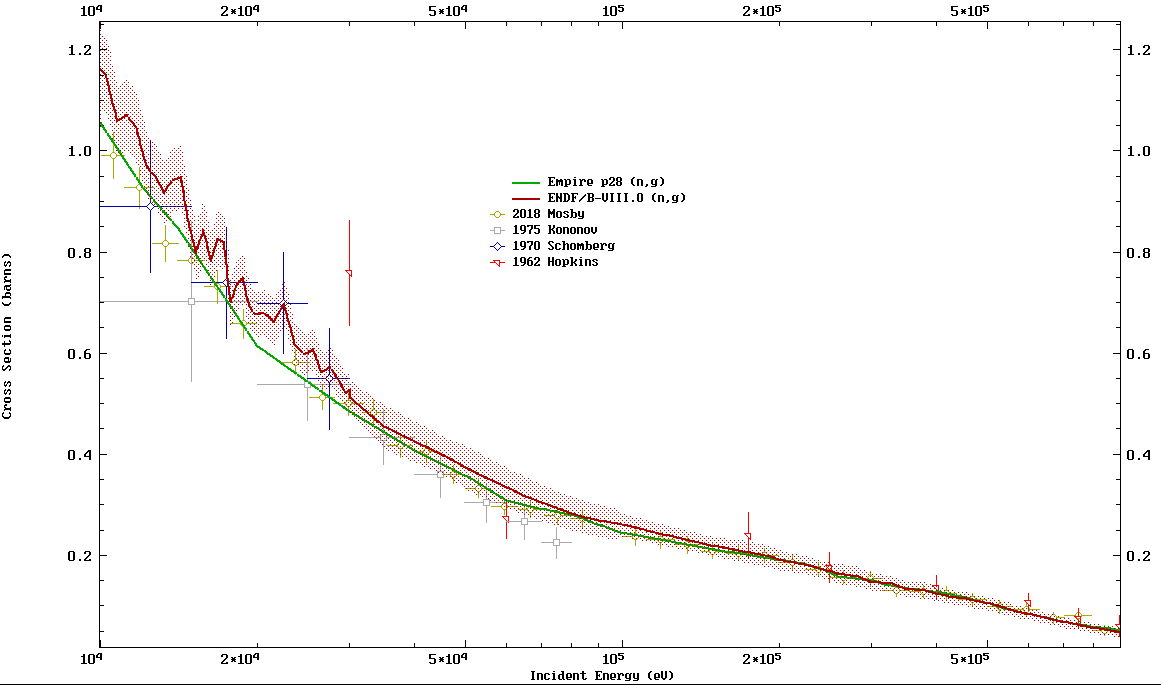 10⁴ 2*10⁴ 5*10⁴ 10⁵ 2*10⁵ 5*10⁵
1.2 1.2
1.0 1.0
Empire p28 (n,g)
ENDF/B-VIII.0 (n,g)
2018 Mosby
1975 Kononov
1970 Schomberg
1962 Hopkins
0.8 0.8
Cross Section (barns)
0.6 0.6
0.4 0.4
0.2 0.2
10⁴ 2*10⁴ 5*10⁴ 10⁵ 2*10⁵ 5*10⁵
Incident Energy (eV)